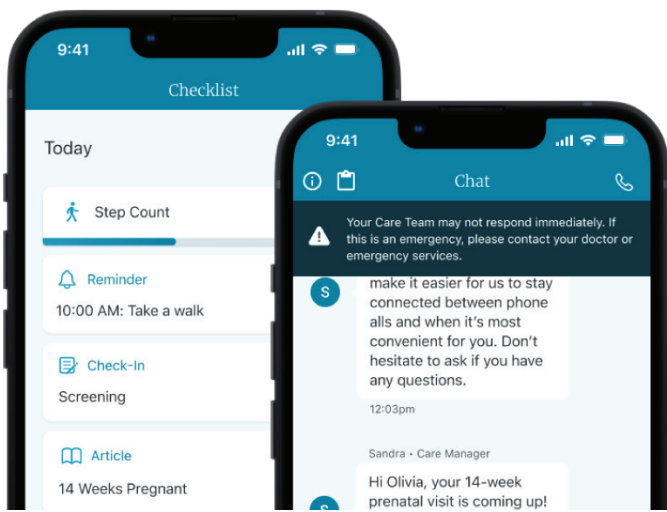 9:41
Checklist
Today
Step Count
Reminder
10:00 AM: Take a walk
Check-In
Screening
Article
14 Weeks Pregnant
9:41
Chat
Your Care Team may not respond immediately. If
this is an emergency, please contact your doctor or
emergency services.
S
make it easier for us to stay
connected between phone
alls and when it's most
convenient for you. Don't
hesitate to ask if you have
any questions.
12:03pm
Sandra • Care Manager
S
Hi Olivia, your 14-week
prenatal visit is coming up!